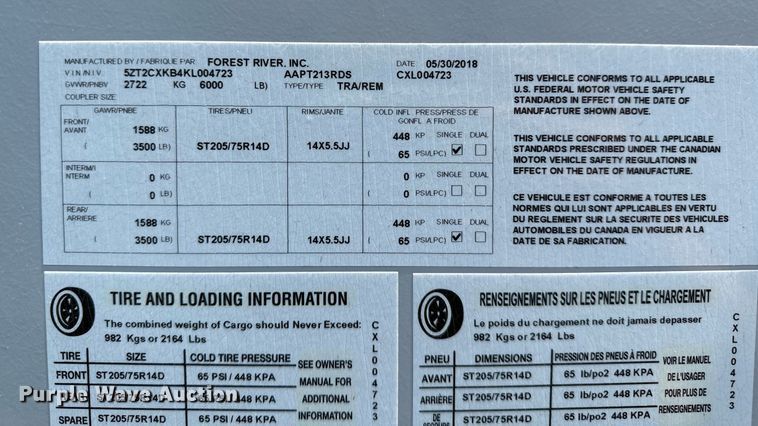 MANUFACTURED BY / FABRIQUE PAR FOREST RIVER, INC. DATE 05/30/2018
V I N / N I V 5ZT2CXKB4KL004723 AAPT213RDS CXL004723
GVWR/PNBV 2722 KG 6000 LB) TYPE/TYPE TRA/REM
COUPLER SIZE
GAWR/PNBE TIRES/PNEU RIMS/JANTE COLD INFL PRESS/PRESS DE
GONFL A FROID
FRONT/
AVANT 1588 KG 448 KP SINGLE DUAL
( 3500 LB) ST205/75R14D 14X5.5JJ ( 65 PSI/LPC)
INTERM/I
NTERM 0 KG 0 KP SINGLE DUAL
( 0 LB) ( 0 PSI/LPC)
REAR/
ARRIERE 1588 KG 448 KP SINGLE DUAL
( 3500 LB) ST205/75R14D 14X5.5JJ ( 65 PSI/LPC)
THIS VEHICLE CONFORMS TO ALL APPLICABLE
U.S. FEDERAL MOTOR VEHICLE SAFETY
STANDARDS IN EFFECT ON THE DATE OF
MANUFACTURE SHOWN ABOVE.
THIS VEHICLE CONFORMS TO ALL APPLICABLE
STANDARDS PRESCRIBED UNDER THE CANADIAN
MOTOR VEHICLE SAFETY REGULATIONS IN
EFFECT ON THE DATE OF MANUFACTURE.
CE VEHICULE EST CONFORME A TOUTES LES
NORMES QUI LUI SONT APPLICABLES EN VERTU
DU REGLEMENT SUR LA SECURITE DES VEHICULES
AUTOMOBILES DU CANADA EN VIGUEUR A LA
DATE DE SA FABRICATION.
TIRE AND LOADING INFORMATION
The combined weight of Cargo should Never Exceed:
982 Kgs or 2164 Lbs
TIRE SIZE COLD TIRE PRESSURE SEE OWNER'S
MANUAL FOR
ADDITIONAL
INFORMATION
FRONT ST205/75R14D 65 PSI / 448 KPA
SPARE ST205/75R14D 65 PSI / 448 KPA
CXL004723
RENSEIGNEMENTS SUR LES PNEUS ET LE CHARGEMENT
Le poids du chargement ne doit jamais depasser
982 Kgs or 2164 Lbs
PNEU DIMENSIONS PRESSION DES PNEUS À FROID VOIR LE MANUEL
DE L'USAGER
POUR PLUS DE
RENSEIGNEMENTS
AVANT ST205/75R14D 65 lb/po2 448 KPA
ARRIÈRE ST205/75R14D 65 lb/po2 448 KPA
DE ST205/75R14D 65 lb/po2 448 KPA
CXL004723
Purple Wave Auction